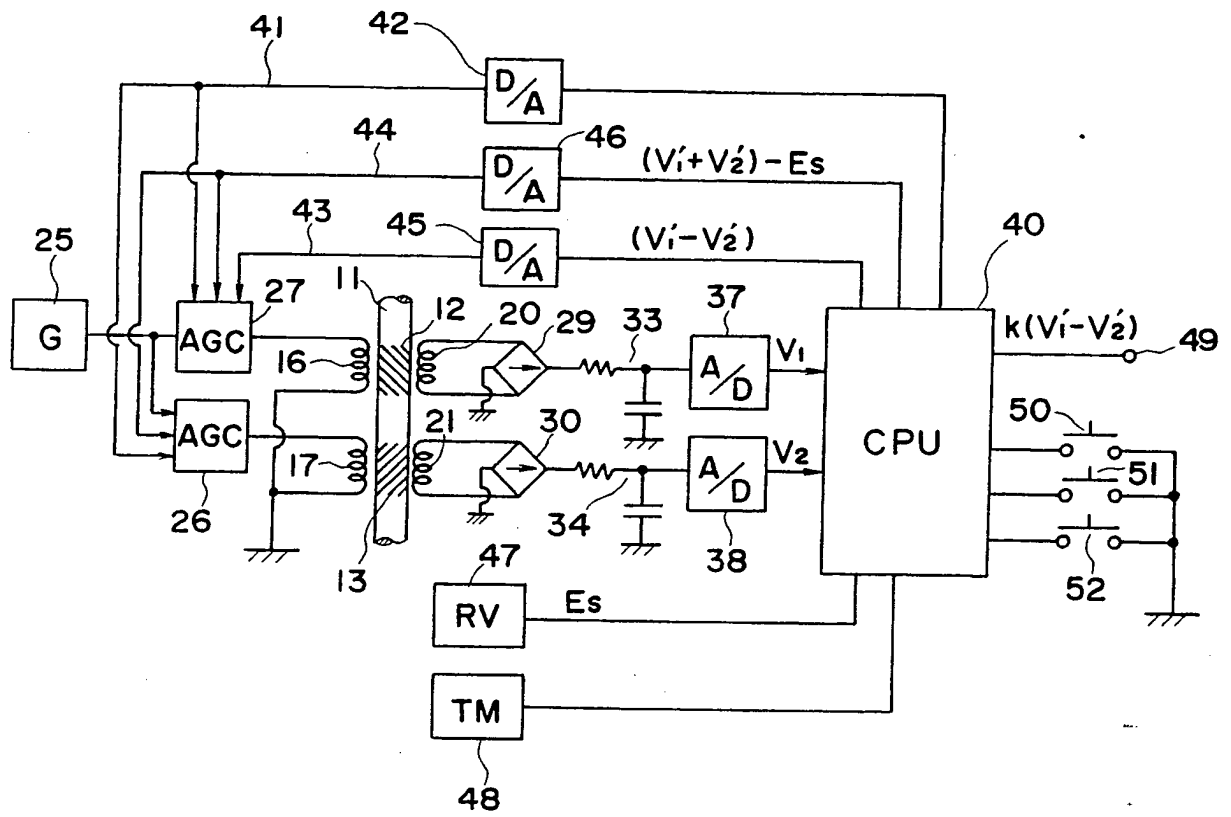 41
42
D/A
44
46
D/A
(V₁'+V₂')-Es
43
45
D/A
(V₁'-V₂')
40
25
G
27
AGC
11
12
16
20
29
33
37
A/D
V₁
k(V₁'-V₂')
49
CPU
26
AGC
17
13
21
30
34
38
A/D
V₂
50
51
52
47
RV
Es
TM
48